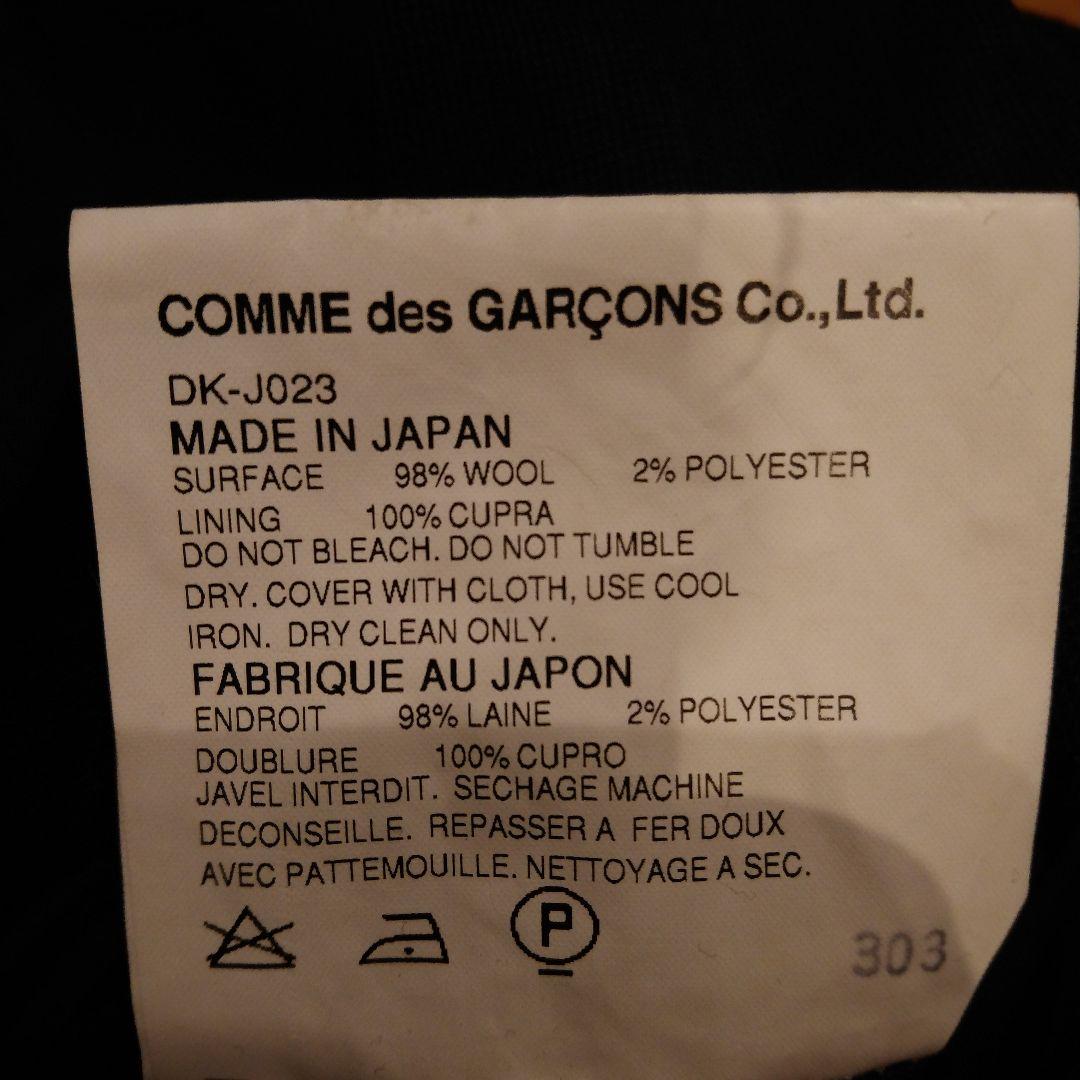 COMME des GARÇONS Co.,Ltd.
DK-J023
MADE IN JAPAN
SURFACE 98% WOOL 2% POLYESTER
LINING 100% CUPRA
DO NOT BLEACH. DO NOT TUMBLE
DRY. COVER WITH CLOTH, USE COOL
IRON. DRY CLEAN ONLY.
FABRIQUE AU JAPON
ENDROIT 98% LAINE 2% POLYESTER
DOUBLURE 100% CUPRO
JAVEL INTERDIT. SECHAGE MACHINE
DECONSEILLE. REPASSER A FER DOUX
AVEC PATTEMOUILLE. NETTOYAGE A SEC.
P
303